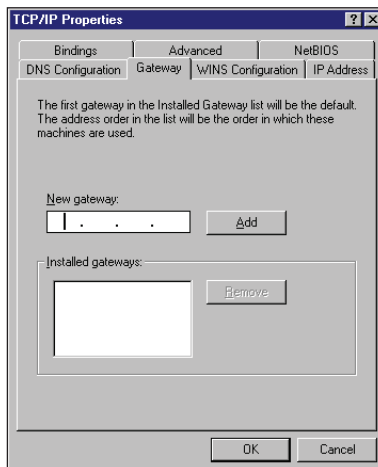 TCP/IP Properties
Bindings Advanced NetBIOS
DNS Configuration Gateway WINS Configuration IP Address
The first gateway in the Installed Gateway list will be the default.
The address order in the list will be the order in which these
machines are used.
New gateway:
. . .
Add
Installed gateways:
Remove
OK Cancel